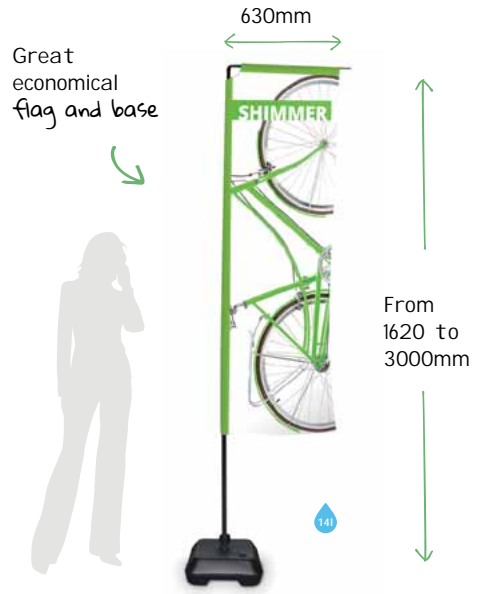 630mm
Great
economical
flag and base
SHIMMER
From
1620 to
3000mm
14l